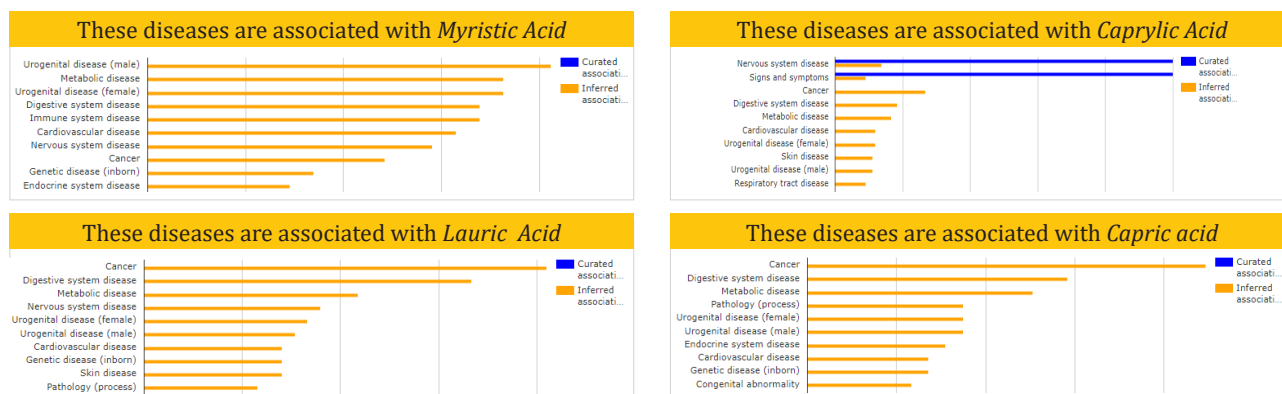 These diseases are associated with Myristic Acid
Urogenital disease (male)
Metabolic disease
Urogenital disease (female)
Digestive system disease
Immune system disease
Cardiovascular disease
Nervous system disease
Cancer
Genetic disease (inborn)
Endocrine system disease
Curated
associati...
Inferred
associati...
These diseases are associated with Caprylic Acid
Nervous system disease
Signs and symptoms
Cancer
Digestive system disease
Metabolic disease
Cardiovascular disease
Urogenital disease (female)
Skin disease
Urogenital disease (male)
Respiratory tract disease
Curated
associati...
Inferred
associati...
These diseases are associated with Lauric Acid
Cancer
Digestive system disease
Metabolic disease
Nervous system disease
Urogenital disease (female)
Urogenital disease (male)
Cardiovascular disease
Genetic disease (inborn)
Skin disease
Pathology (process)
Curated
associati...
Inferred
associati...
These diseases are associated with Capric acid
Cancer
Digestive system disease
Metabolic disease
Pathology (process)
Urogenital disease (female)
Urogenital disease (male)
Endocrine system disease
Cardiovascular disease
Genetic disease (inborn)
Congenital abnormality
Curated
associati...
Inferred
associati...